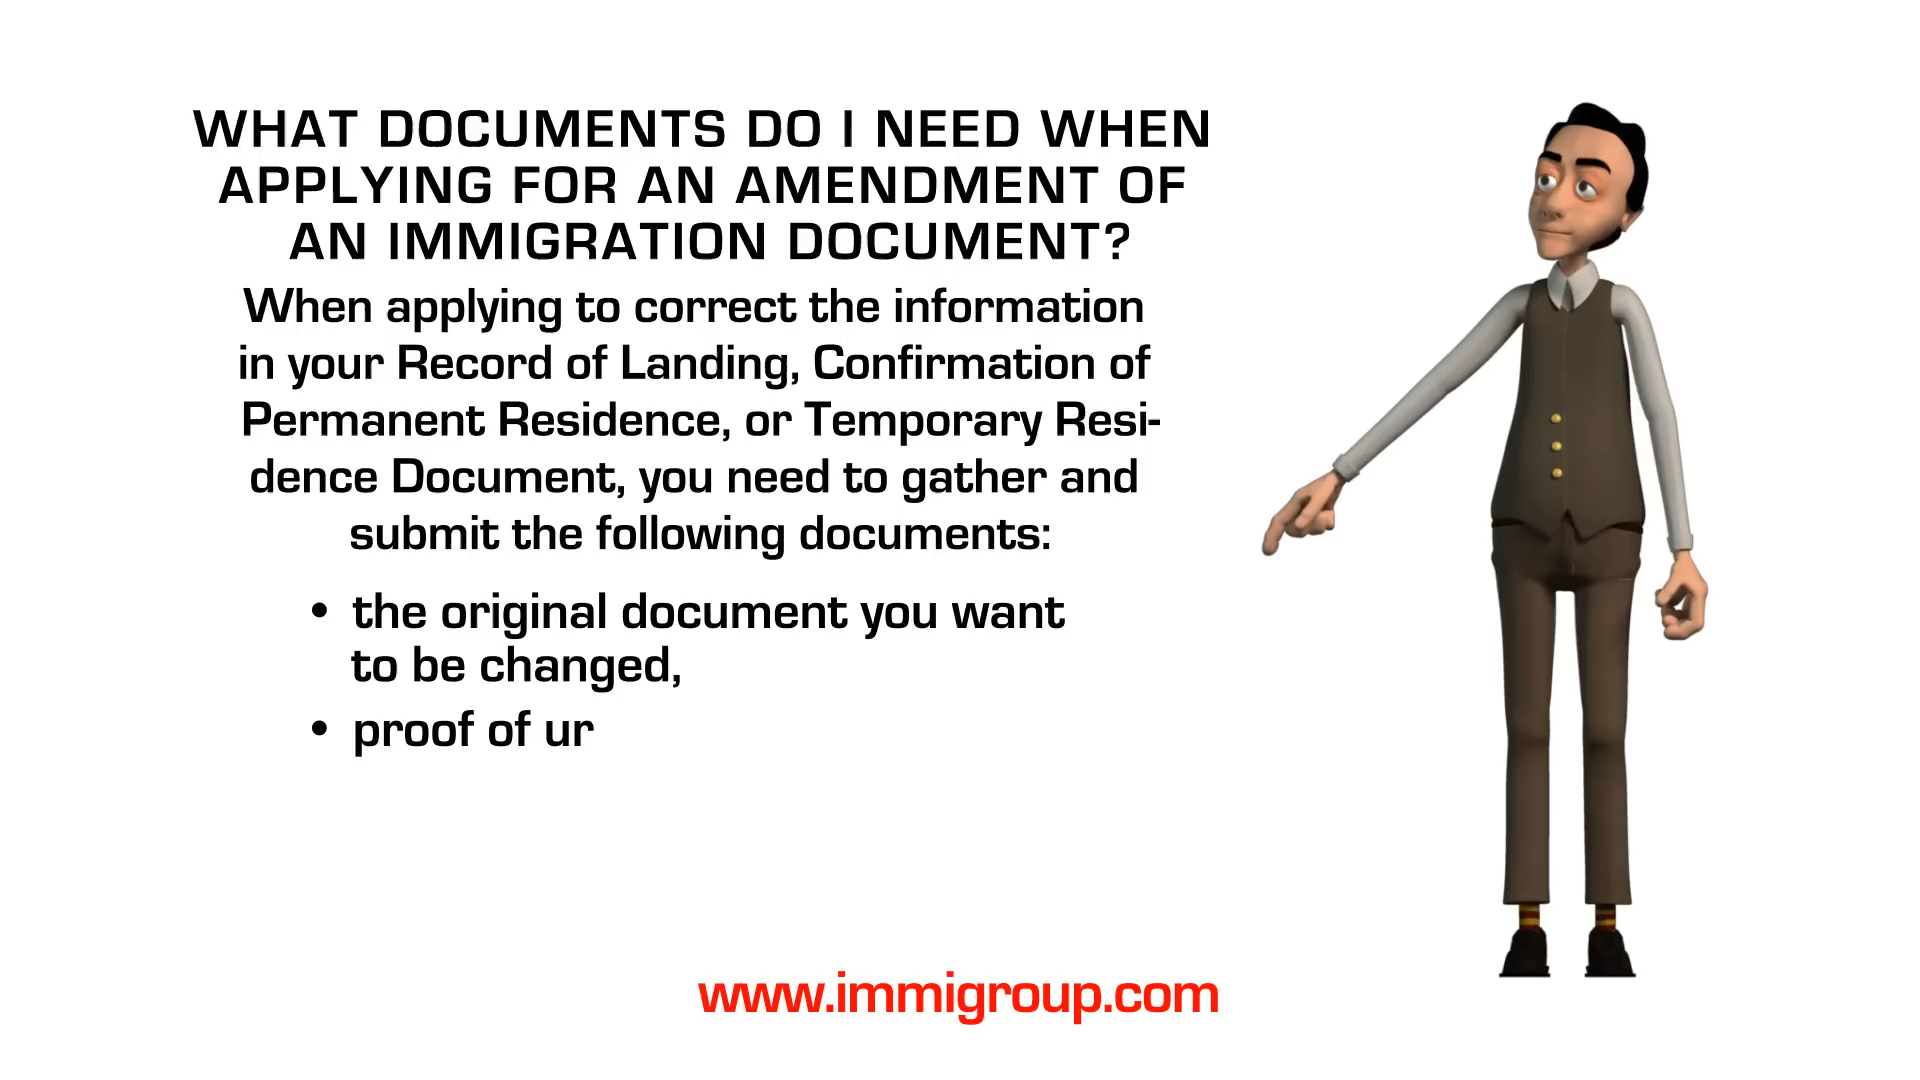 WHAT DOCUMENTS DO I NEED WHEN
APPLYING FOR AN AMENDMENT OF
AN IMMIGRATION DOCUMENT?
When applying to correct the information
in your Record of Landing, Confirmation of
Permanent Residence, or Temporary Resi-
dence Document, you need to gather and
submit the following documents:
• the original document you want
to be changed,
• proof of ur
www.immigroup.com